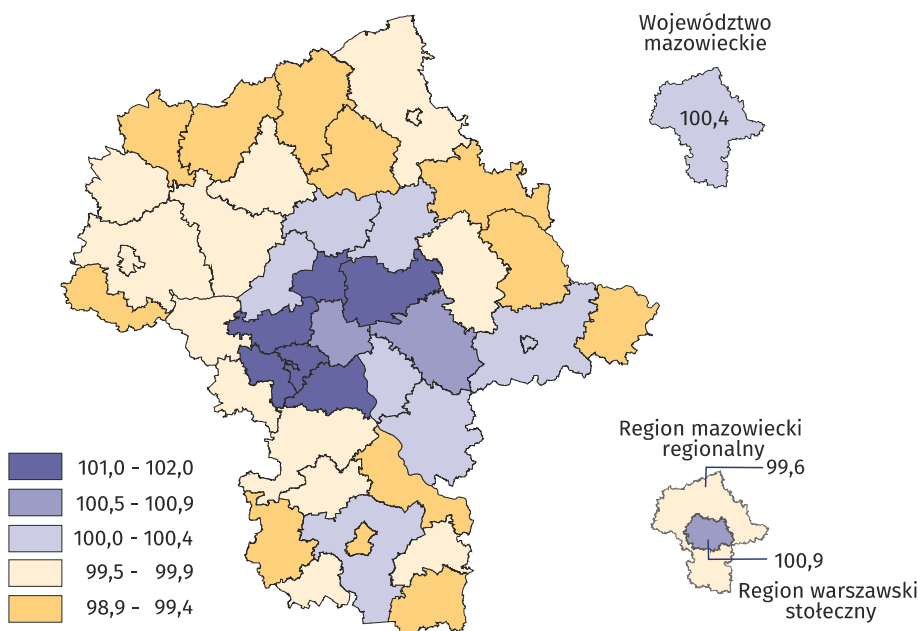 Województwo
mazowieckie
100,4
101,0 - 102,0
100,5 - 100,9
100,0 - 100,4
99,5 - 99,9
98,9 - 99,4
Region mazowiecki
regionalny
99,6
100,9
Region warszawski
stołeczny